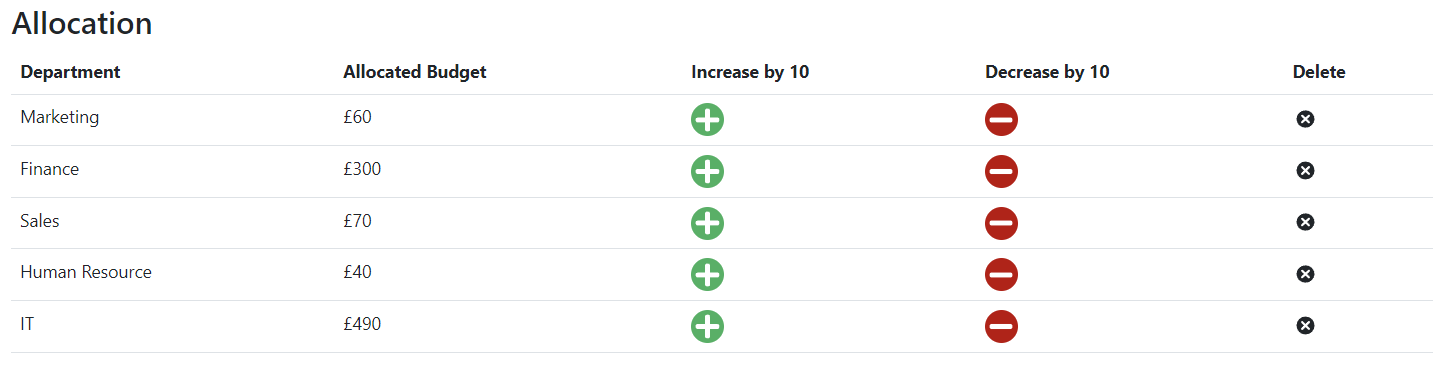 Allocation
Department Allocated Budget Increase by 10 Decrease by 10 Delete
Marketing £60
Finance £300
Sales £70
Human Resource £40
IT £490